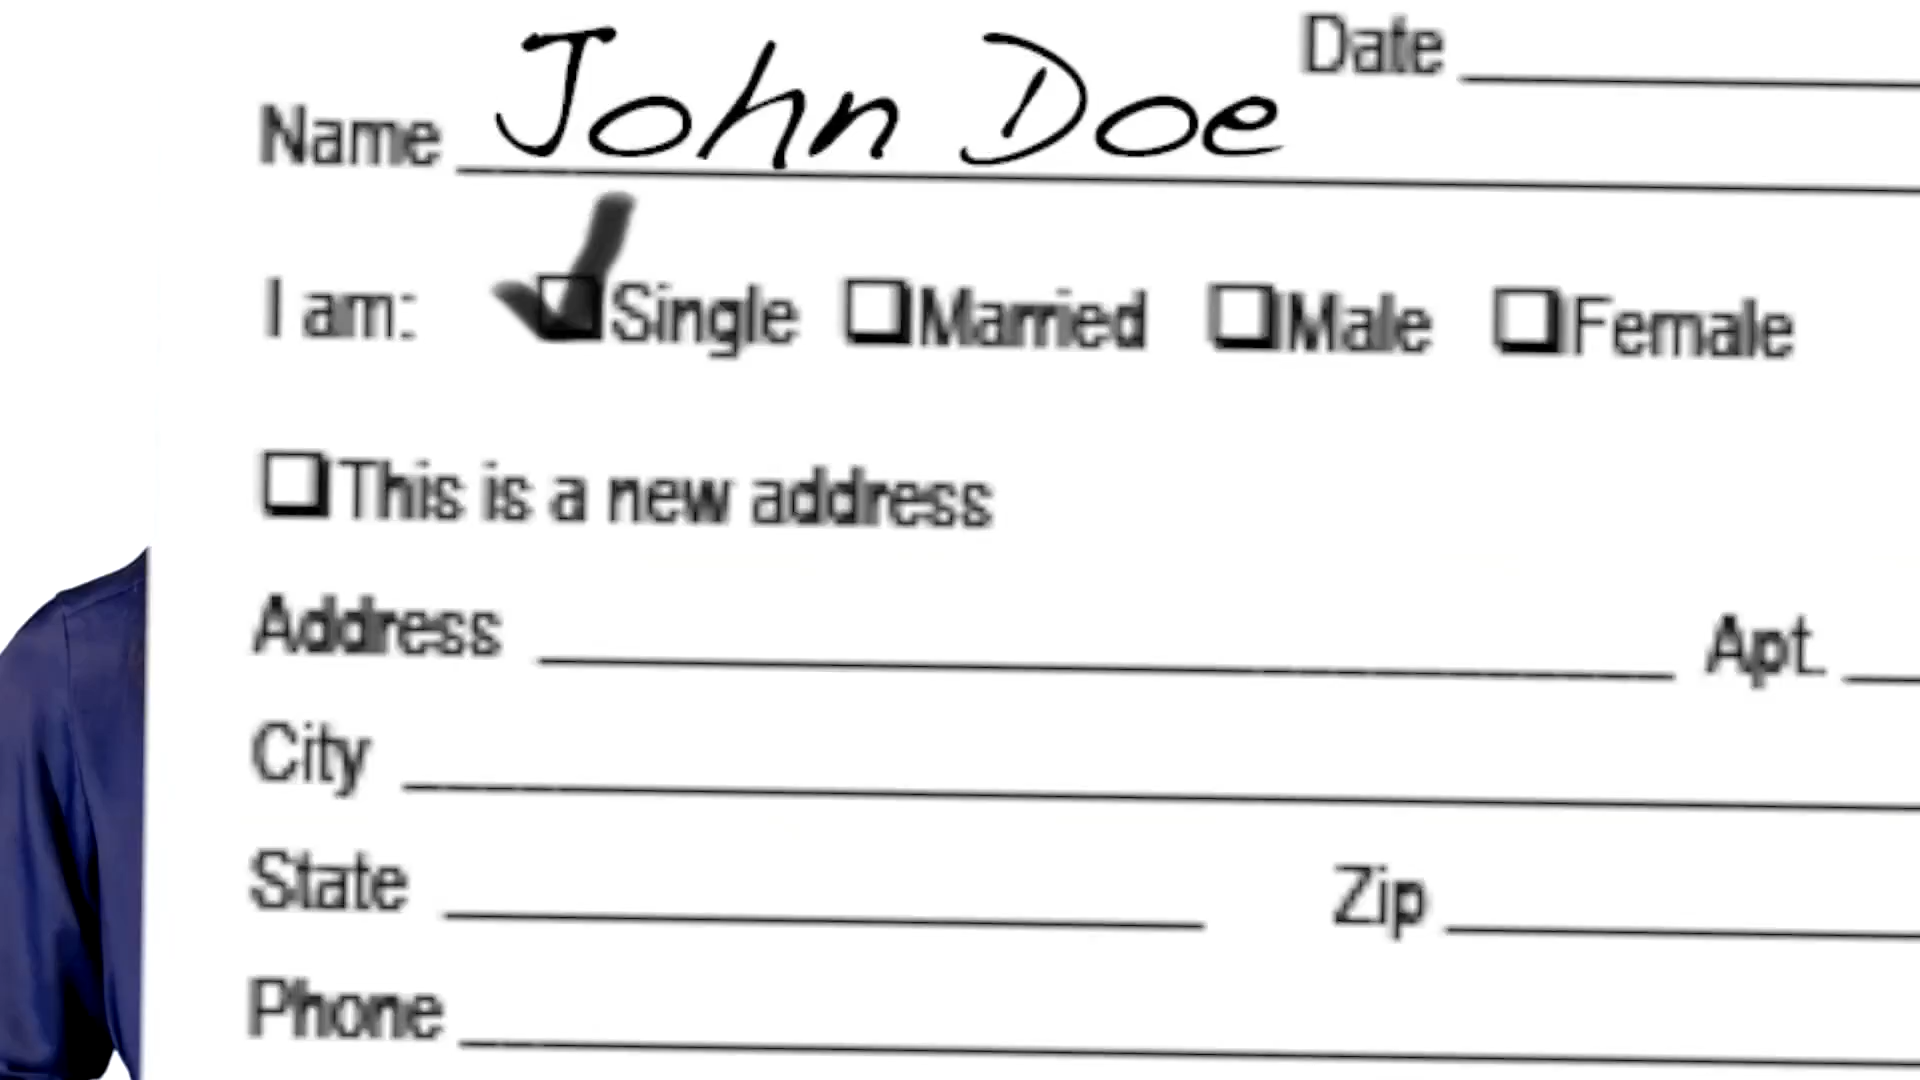 Date
Name John Doe
I am: Single Married Male Female
This is a new address
Address Apt.
City
State Zip
Phone